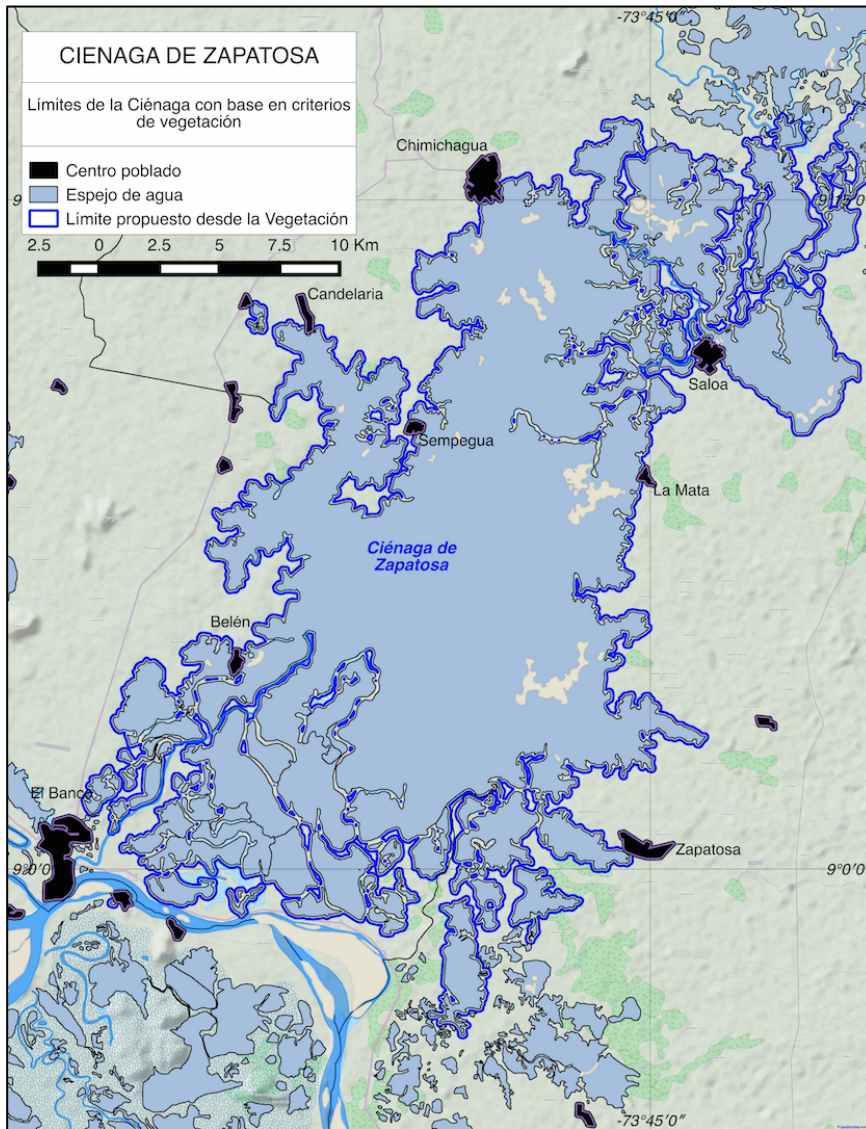 -73°45'0"
CIENAGA DE ZAPATOSA
Límites de la Ciénaga con base en criterios
de vegetación
Centro poblado
Espejo de agua
Límite propuesto desde la Vegetación
2.5 0 2.5 5 7.5 10 Km
Chimichagua
9°15'0"
Candelaria
Saloa
Sempegua
La Mata
Ciénaga de
Zapatosa
Belén
El Banco
Zapatosa
9°0'0"
9°0'0"
-73°45'0"